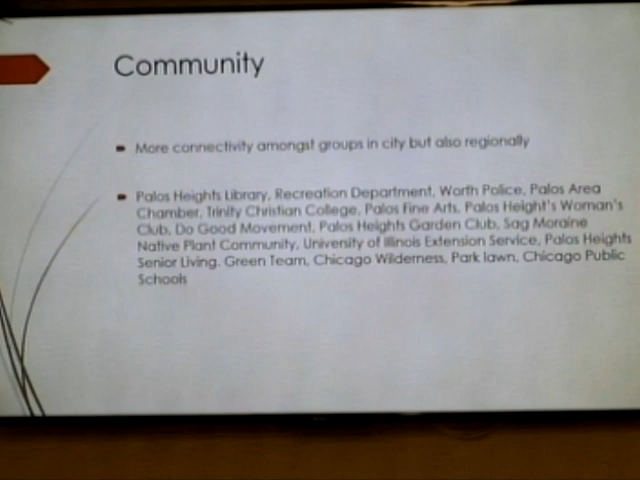 Community
More connectivity amongst groups in city but also regionally
Palos Heights Library, Recreation Department, Worth Police, Palos Area
Chamber, Trinity Christian College, Palos Fine Arts, Palos Height's Woman's
Club, Do Good Movement, Palos Heights Garden Club, Sag Moraine
Native Plant Community, University of Illinois Extension Service, Palos Heights
Senior Living. Green Team, Chicago Wilderness, Park lawn, Chicago Public
Schools